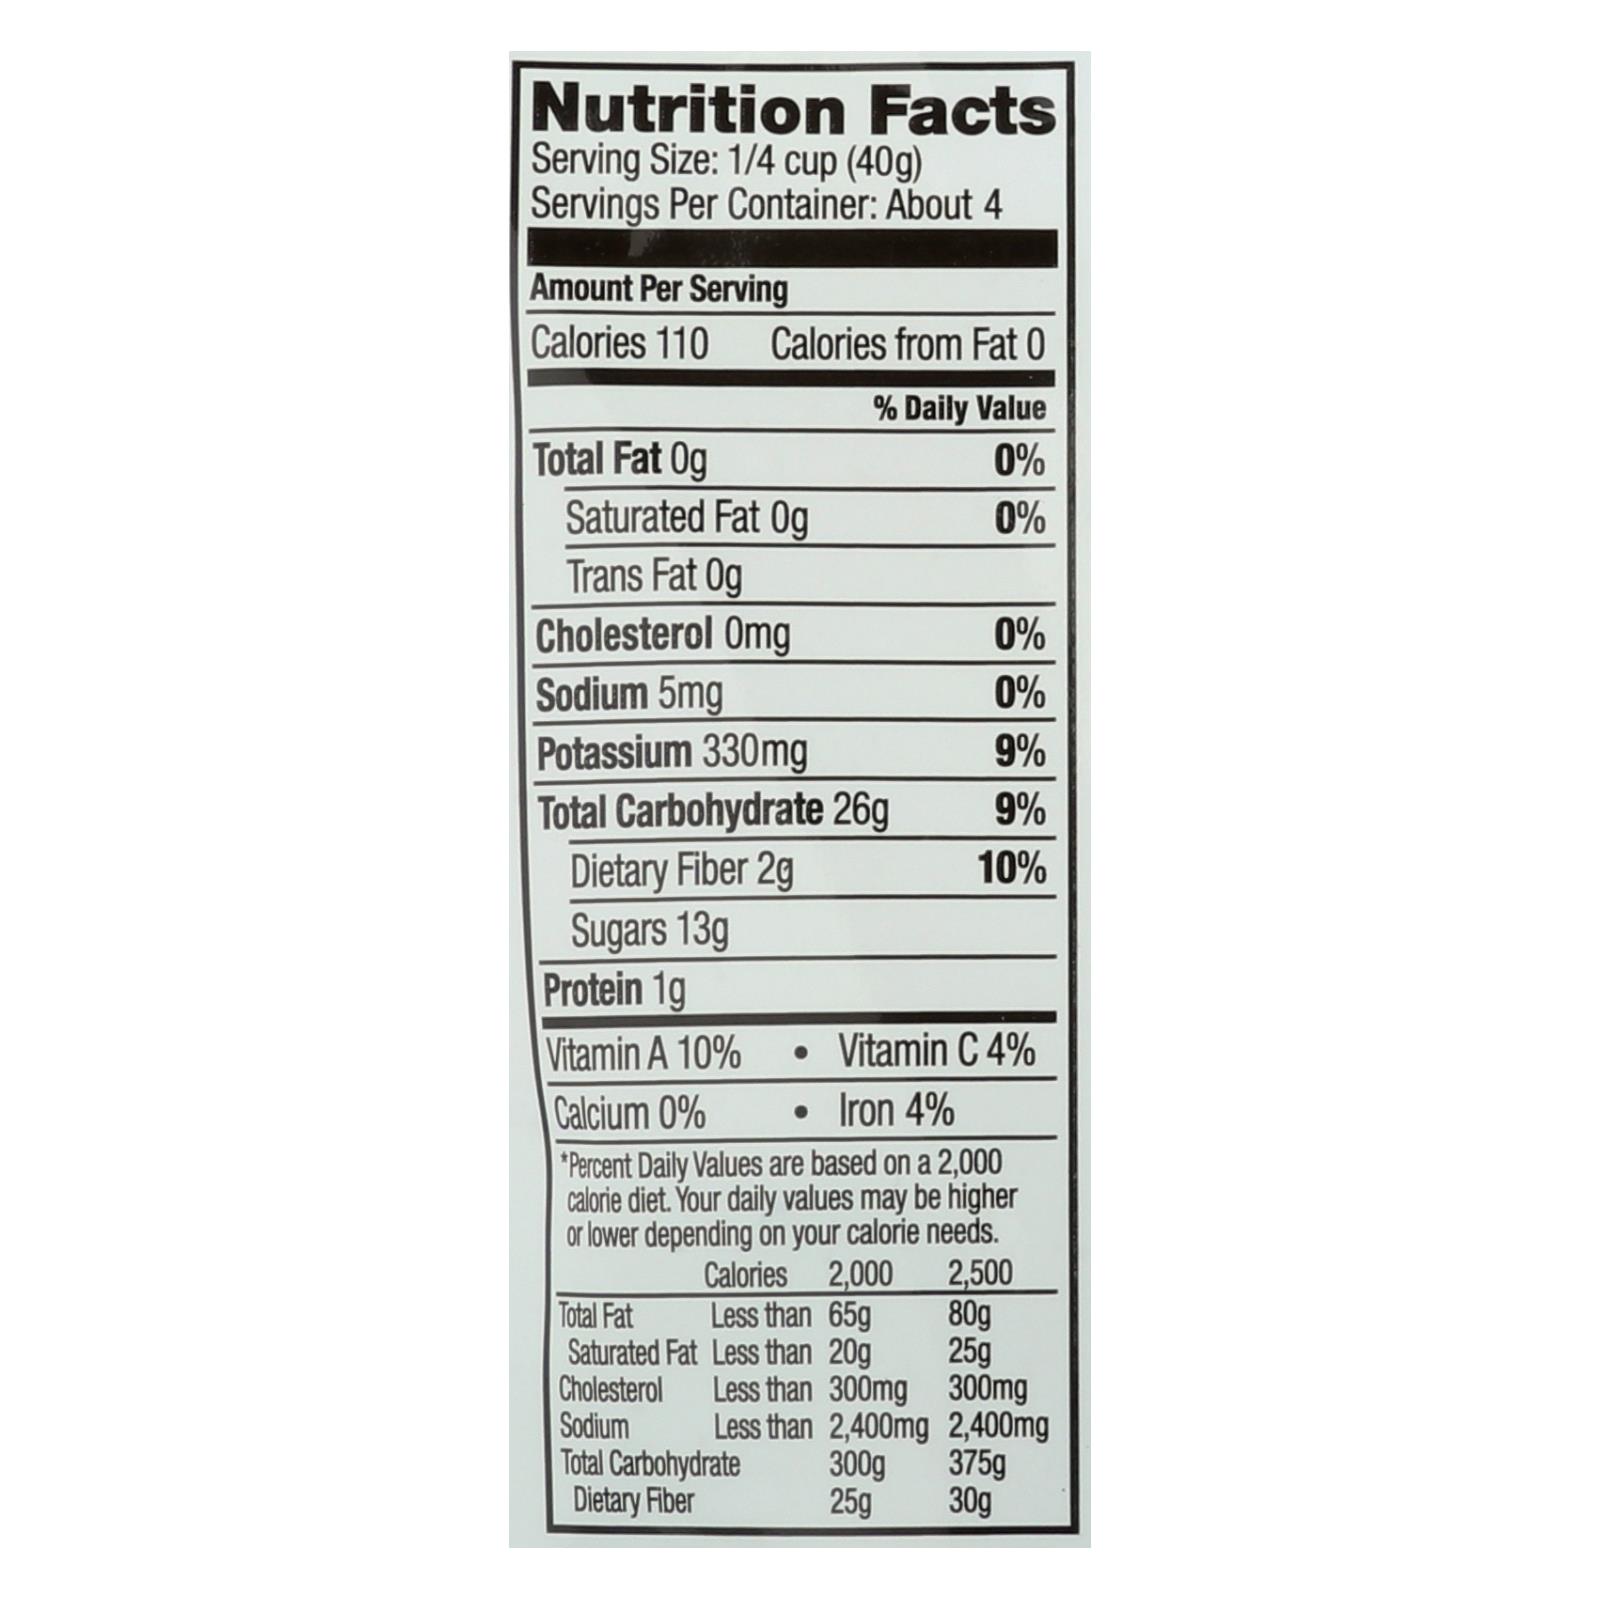 Nutrition Facts
Serving Size: 1/4 cup (40g)
Servings Per Container: About 4
Amount Per Serving
Calories 110 Calories from Fat 0
% Daily Value
Total Fat 0g 0%
Saturated Fat 0g 0%
Trans Fat 0g
Cholesterol 0mg 0%
Sodium 5mg 0%
Potassium 330mg 9%
Total Carbohydrate 26g 9%
Dietary Fiber 2g 10%
Sugars 13g
Protein 1g
Vitamin A 10% • Vitamin C 4%
Calcium 0% • Iron 4%
*Percent Daily Values are based on a 2,000
calorie diet. Your daily values may be higher
or lower depending on your calorie needs.
Calories 2,000 2,500
Total Fat Less than 65g 80g
Saturated Fat Less than 20g 25g
Cholesterol Less than 300mg 300mg
Sodium Less than 2,400mg 2,400mg
Total Carbohydrate 300g 375g
Dietary Fiber 25g 30g